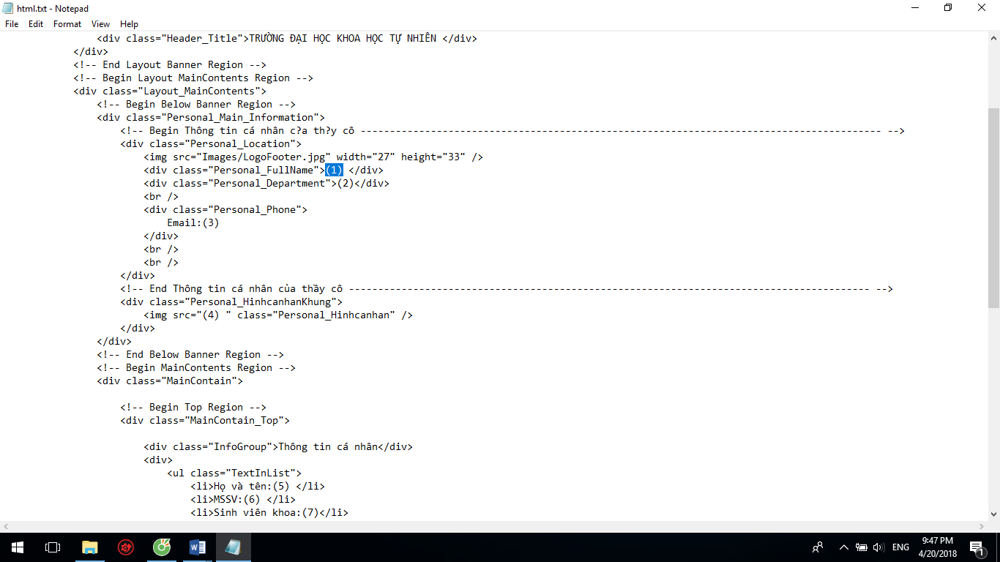 html.txt - Notepad
File Edit Format View Help
<div class="Header_Title">TRƯỜNG ĐẠI HỌC KHOA HỌC TỰ NHIÊN </div>
</div>
<!-- End Layout Banner Region -->
<!-- Begin Layout MainContents Region -->
<div class="Layout_MainContents">
<!-- Begin Below Banner Region -->
<div class="Personal_Main_Information">
<!-- Begin Thông tin cá nhân c?a th?y cô ----------------------------------------------------------------------------------------- -->
<div class="Personal_Location">
<img src="Images/LogoFooter.jpg" width="27" height="33" />
<div class="Personal_FullName">(1) </div>
<div class="Personal_Department">(2)</div>
<br />
<div class="Personal_Phone">
Email:(3)
</div>
<br />
<br />
</div>
<!-- End Thông tin cá nhân của thầy cô ----------------------------------------------------------------------------------------- -->
<div class="Personal_HinhcanhanKhung">
<img src="(4) " class="Personal_Hinhcanhan" />
</div>
</div>
<!-- End Below Banner Region -->
<!-- Begin MainContents Region -->
<div class="MainContain">
<!-- Begin Top Region -->
<div class="MainContain_Top">
<div class="InfoGroup">Thông tin cá nhân</div>
<div>
<ul class="TextInList">
<li>Họ và tên:(5) </li>
<li>MSSV:(6) </li>
<li>Sinh viên khoa:(7)</li>
ENG
9:47 PM
4/20/2018
1